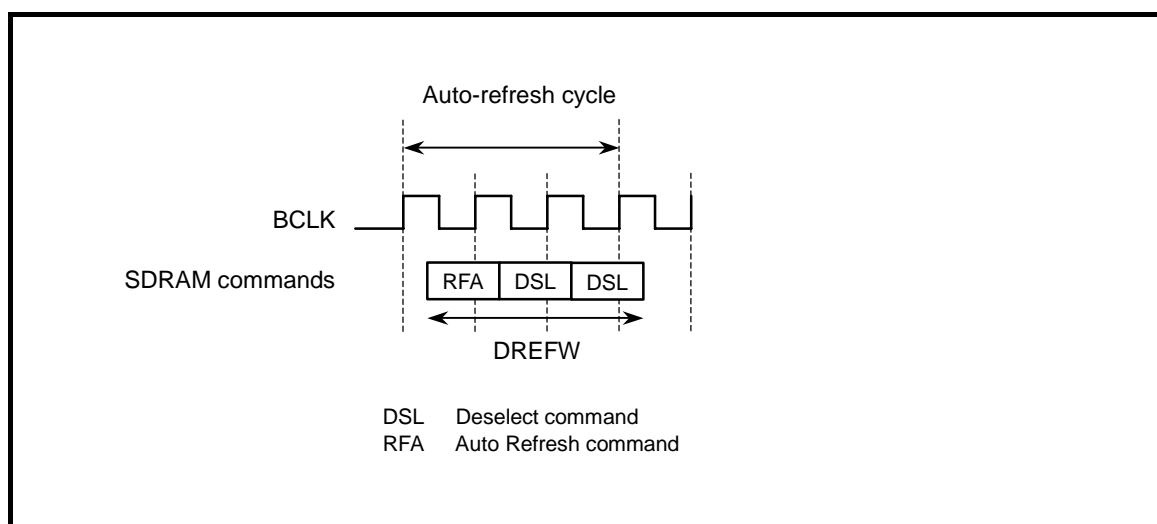 Auto-refresh cycle
BCLK
SDRAM commands
RFA DSL DSL
DREFW
DSL Deselect command
RFA Auto Refresh command